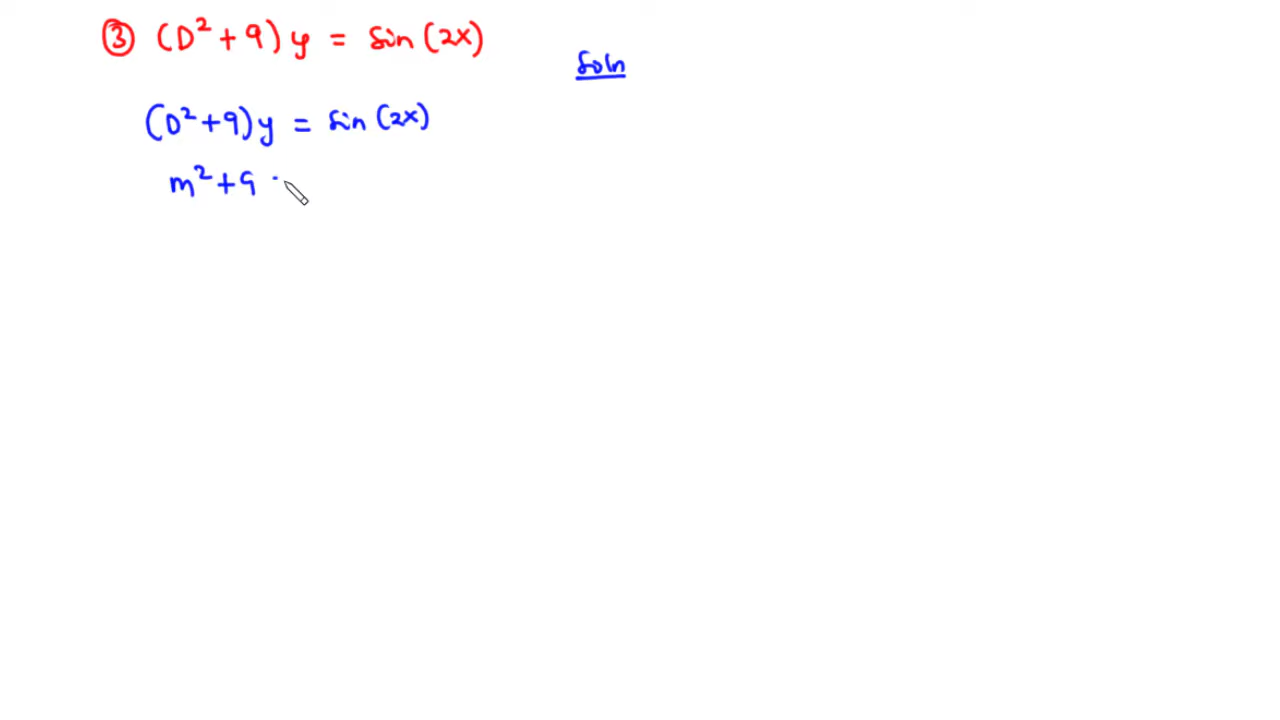 ③ (D² + 9) y = Sin (2x)
Soln
(D² + 9) y = Sin (2x)
m² + 9 -